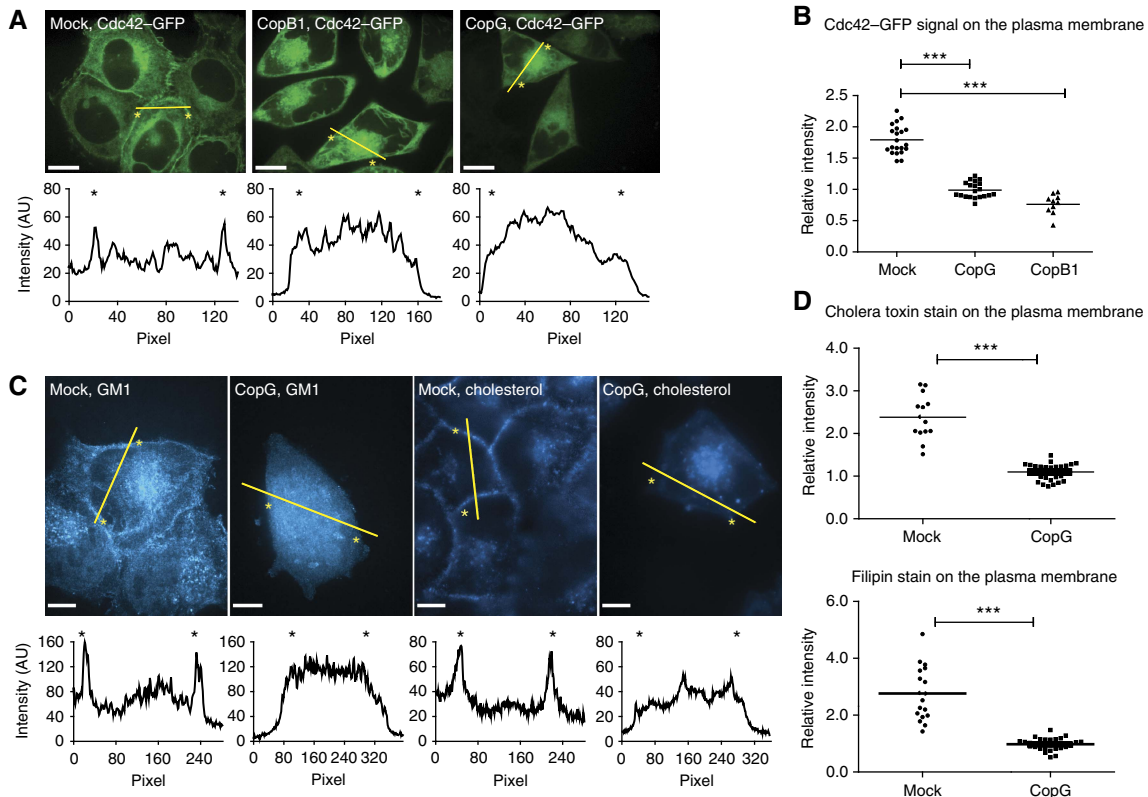 A
Mock, Cdc42–GFP
CopB1, Cdc42–GFP
CopG, Cdc42–GFP
* *
* *
* *
Intensity (AU)
80
60
40
20
0
0 40 80 120
Pixel
* *
80
60
40
20
0
0 40 80 120 160
Pixel
* *
80
60
40
20
0
0 50 100 150
Pixel
* *
B
Cdc42–GFP signal on the plasma membrane
***
***
Relative intensity
2.5
2.0
1.5
1.0
0.5
0.0
Mock CopG CopB1
C
Mock, GM1
CopG, GM1
Mock, cholesterol
CopG, cholesterol
* *
* *
* *
* *
Intensity (AU)
160
120
80
40
0
0 80 160 240
Pixel
* *
160
120
80
40
0
0 80 160 240 320
Pixel
* *
80
60
40
20
0
0 80 160 240
Pixel
* *
80
60
40
20
0
0 80 160 240 320
Pixel
* *
D
Cholera toxin stain on the plasma membrane
***
Relative intensity
4.0
3.0
2.0
1.0
0.0
Mock CopG
Filipin stain on the plasma membrane
***
Relative intensity
6.0
4.0
2.0
0.0
Mock CopG